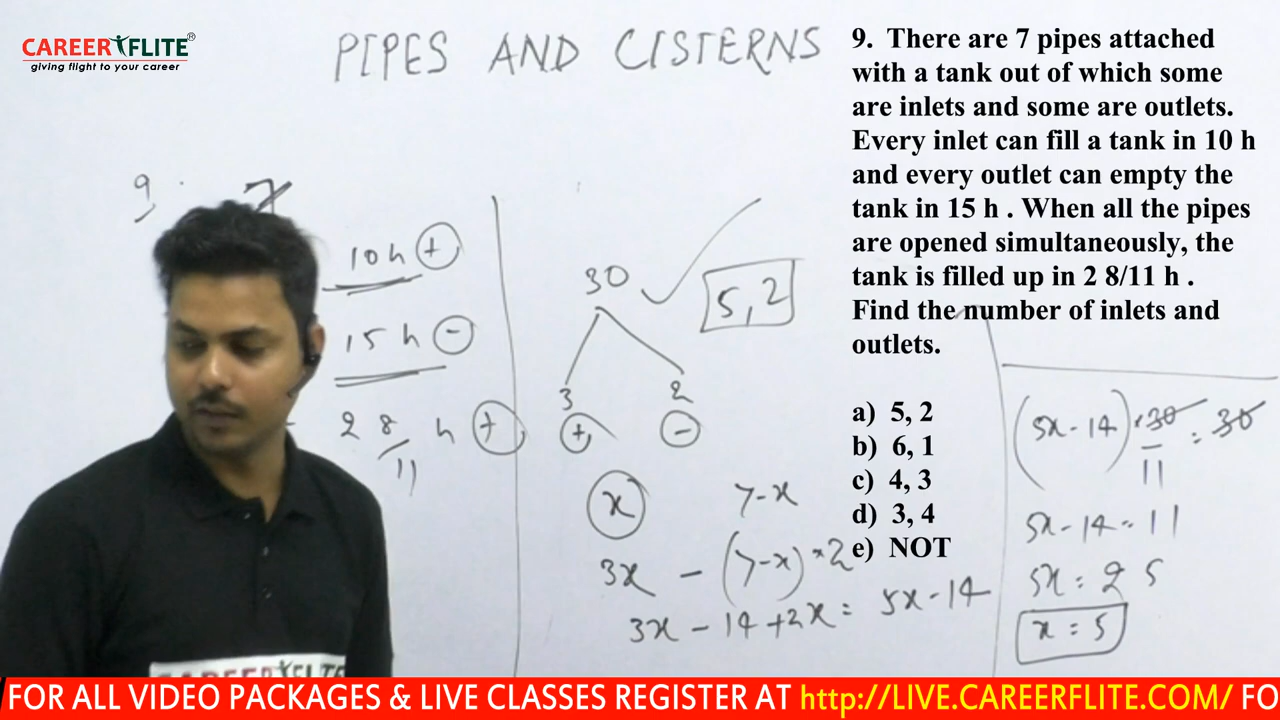 CAREER FLITE®
giving flight to your career
PIPES AND CISTERNS
9. There are 7 pipes attached
with a tank out of which some
are inlets and some are outlets.
Every inlet can fill a tank in 10 h
and every outlet can empty the
tank in 15 h . When all the pipes
are opened simultaneously, the
tank is filled up in 2 8/11 h .
Find the number of inlets and
outlets.
a) 5, 2
b) 6, 1
c) 4, 3
d) 3, 4
e) NOT
9. 7
10h +
15h -
2 8/11 h +
30
5, 2
3 2
+ -
x 7-x
3x - (7-x)*2
3x - 14 + 2x = 5x - 14
(5x - 14) * 30/11 = 30
5x - 14 = 11
5x = 25
x = 5
CAREER FLITE
FOR ALL VIDEO PACKAGES & LIVE CLASSES REGISTER AT http://LIVE.CAREERFLITE.COM/ FO